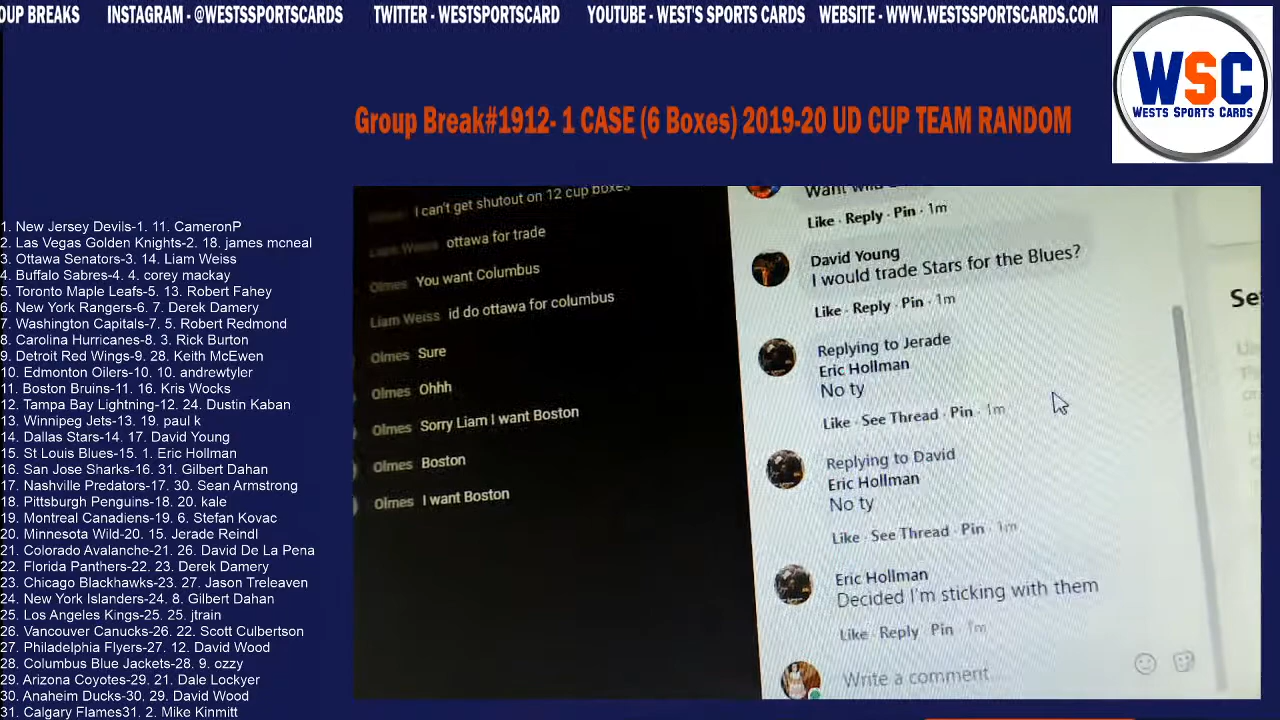 OUP BREAKS INSTAGRAM - @WESTSSPORTSCARDS TWITTER - WESTSPORTSCARD YOUTUBE - WEST'S SPORTS CARDS WEBSITE - WWW.WESTSSPORTSCARDS.COM
WSC
WESTS SPORTS CARDS
Group Break#1912- 1 CASE (6 Boxes) 2019-20 UD CUP TEAM RANDOM
1. New Jersey Devils-1. 11. CameronP
2. Las Vegas Golden Knights-2. 18. james mcneal
3. Ottawa Senators-3. 14. Liam Weiss
4. Buffalo Sabres-4. 4. corey mackay
5. Toronto Maple Leafs-5. 13. Robert Fahey
6. New York Rangers-6. 7. Derek Damery
7. Washington Capitals-7. 5. Robert Redmond
8. Carolina Hurricanes-8. 3. Rick Burton
9. Detroit Red Wings-9. 28. Keith McEwen
10. Edmonton Oilers-10. 10. andrewtyler
11. Boston Bruins-11. 16. Kris Wocks
12. Tampa Bay Lightning-12. 24. Dustin Kaban
13. Winnipeg Jets-13. 19. paul k
14. Dallas Stars-14. 17. David Young
15. St Louis Blues-15. 1. Eric Hollman
16. San Jose Sharks-16. 31. Gilbert Dahan
17. Nashville Predators-17. 30. Sean Armstrong
18. Pittsburgh Penguins-18. 20. kale
19. Montreal Canadiens-19. 6. Stefan Kovac
20. Minnesota Wild-20. 15. Jerade Reindl
21. Colorado Avalanche-21. 26. David De La Pena
22. Florida Panthers-22. 23. Derek Damery
23. Chicago Blackhawks-23. 27. Jason Treleaven
24. New York Islanders-24. 8. Gilbert Dahan
25. Los Angeles Kings-25. 25. jtrain
26. Vancouver Canucks-26. 22. Scott Culbertson
27. Philadelphia Flyers-27. 12. David Wood
28. Columbus Blue Jackets-28. 9. ozzy
29. Arizona Coyotes-29. 21. Dale Lockyer
30. Anaheim Ducks-30. 29. David Wood
31. Calgary Flames31. 2. Mike Kinmitt
I can't get shutout on 12 cup boxes
Liam Weiss ottawa for trade
Olmes You want Columbus
Liam Weiss id do ottawa for columbus
Olmes Sure
Olmes Ohhh
Olmes Sorry Liam I want Boston
Olmes Boston
Olmes I want Boston
Want Wild
Like · Reply · Pin · 1m
David Young
I would trade Stars for the Blues?
Like · Reply · Pin · 1m
Replying to Jerade
Eric Hollman
No ty
Like · See Thread · Pin · 1m
Replying to David
Eric Hollman
No ty
Like · See Thread · Pin · 1m
Eric Hollman
Decided I'm sticking with them
Like · Reply · Pin · 1m
Write a comment...
Se